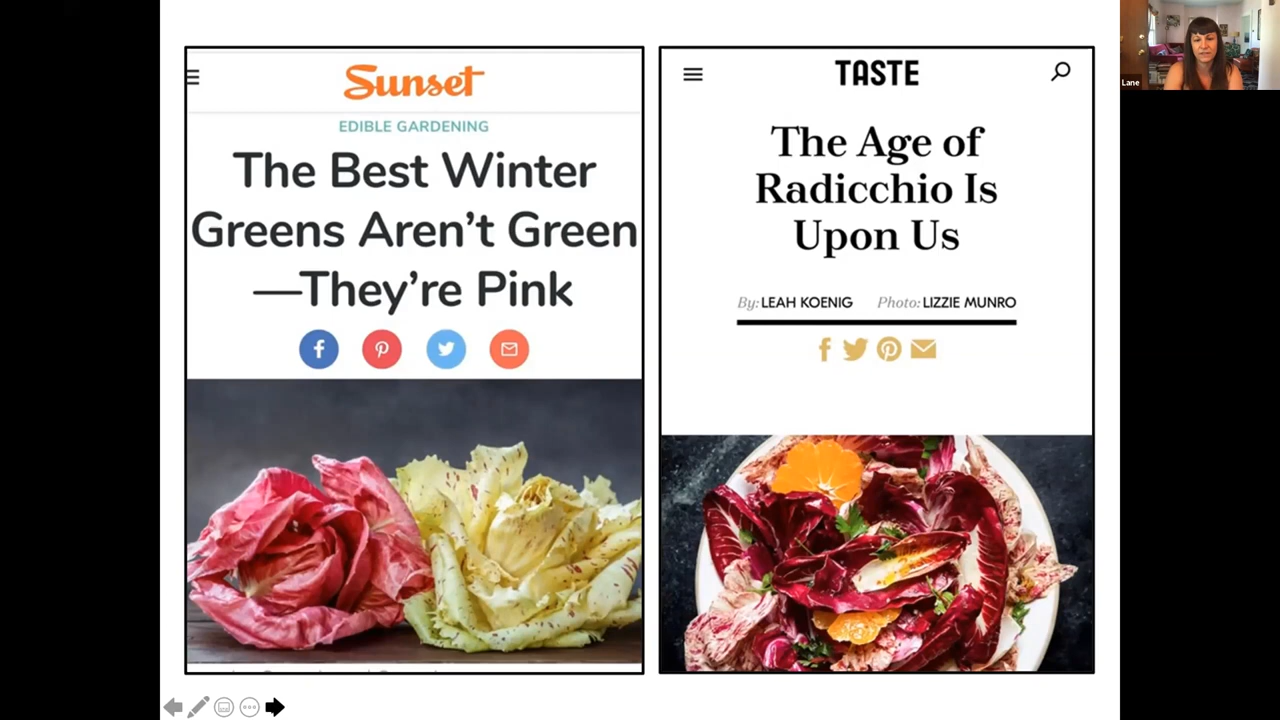 Sunset
EDIBLE GARDENING
The Best Winter
Greens Aren't Green
—They're Pink
TASTE
The Age of
Radicchio Is
Upon Us
By: LEAH KOENIG Photo: LIZZIE MUNRO
Lane